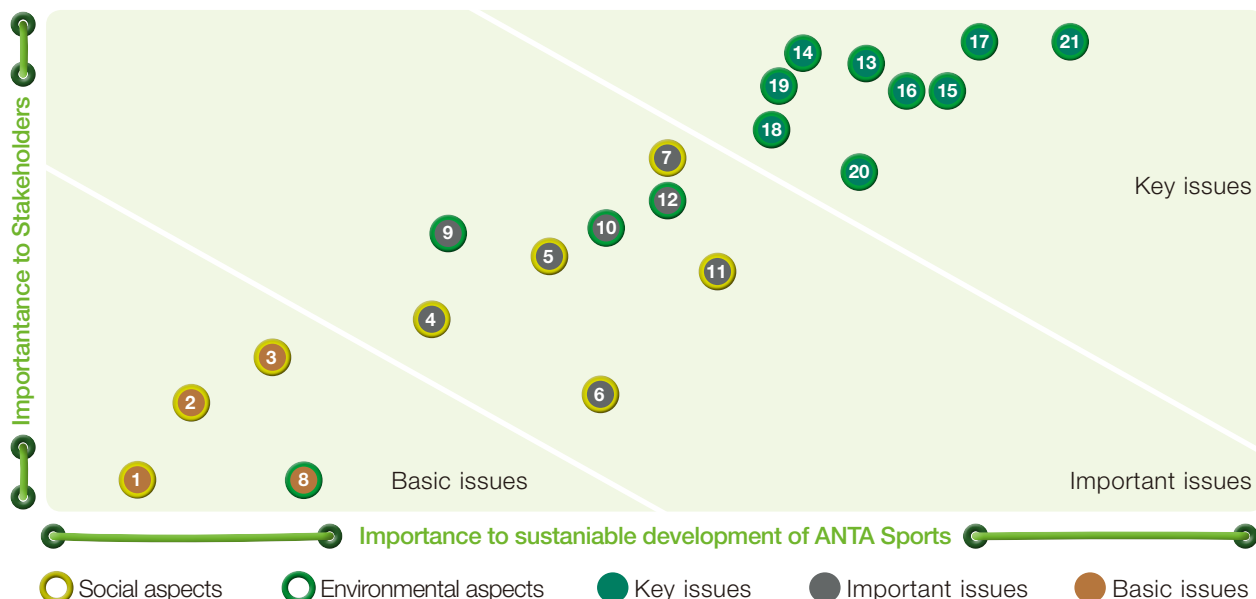 Importantance to Stakeholders
17
21
14
13
19
16
15
18
7
20
Key issues
12
10
9
5
11
4
3
6
2
1
8
Basic issues
Important issues
Importance to sustaniable development of ANTA Sports
Social aspects
Environmental aspects
Key issues
Important issues
Basic issues